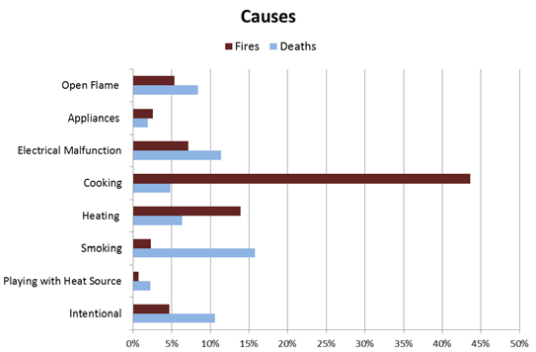 Causes
Fires Deaths
Open Flame
Appliances
Electrical Malfunction
Cooking
Heating
Smoking
Playing with Heat Source
Intentional
0% 5% 10% 15% 20% 25% 30% 35% 40% 45% 50%